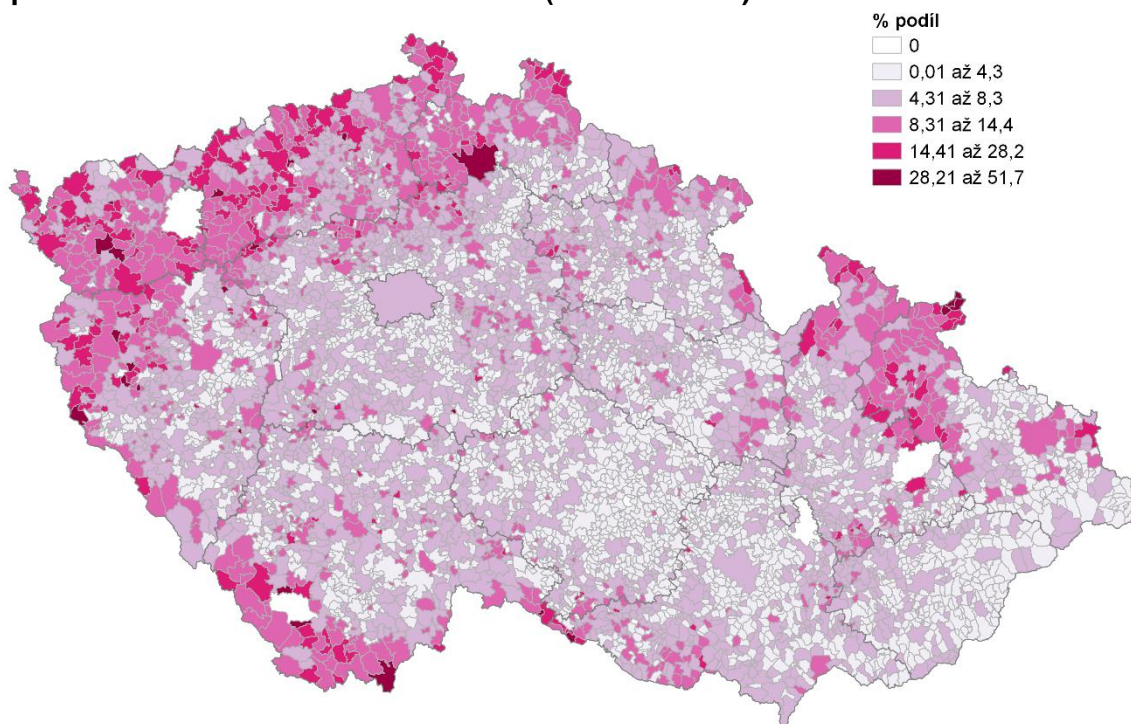 % podíl
0
0,01 až 4,3
4,31 až 8,3
8,31 až 14,4
14,41 až 28,2
28,21 až 51,7